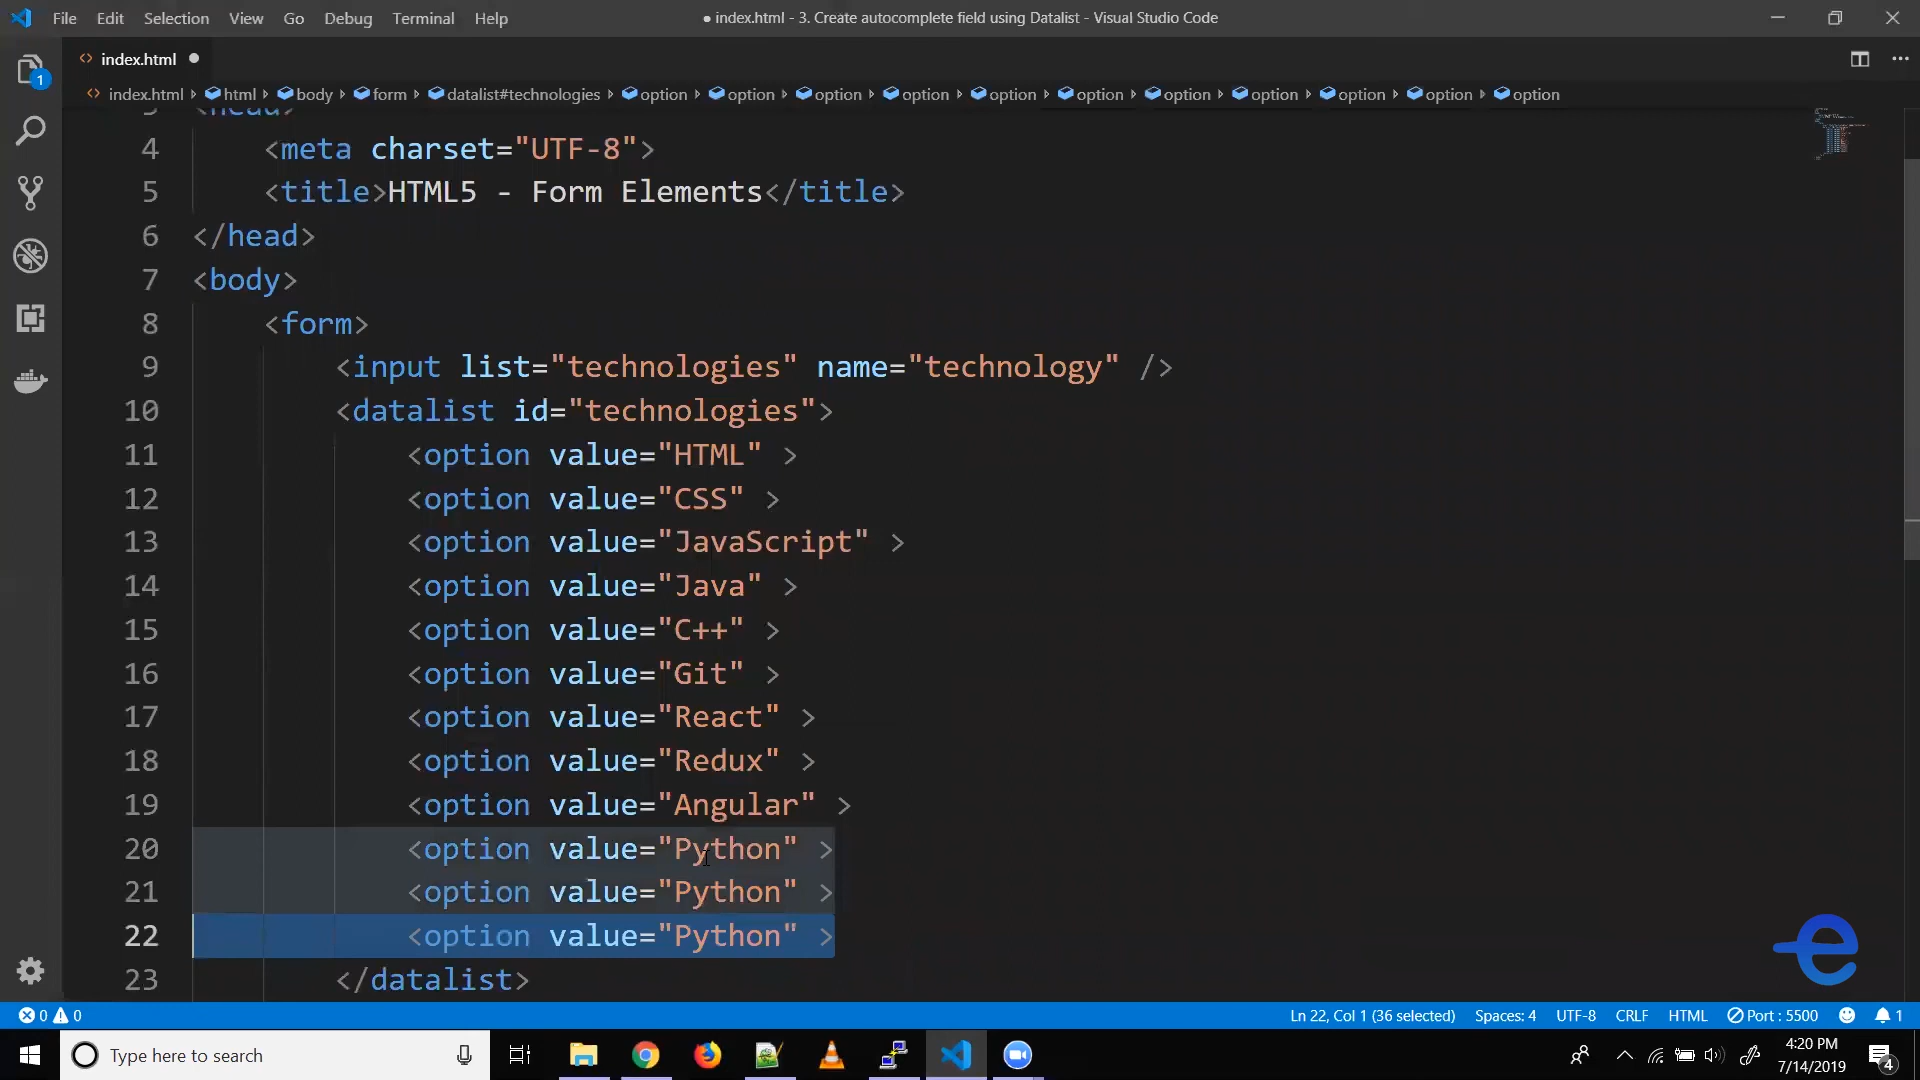 File Edit Selection View Go Debug Terminal Help
● index.html - 3. Create autocomplete field using Datalist - Visual Studio Code
<> index.html ●
1
<> index.html html body form datalist#technologies option option option option option option option option option option option
3 <head>
4 <meta charset="UTF-8">
5 <title>HTML5 - Form Elements</title>
6 </head>
7 <body>
8 <form>
9 <input list="technologies" name="technology" />
10 <datalist id="technologies">
11 <option value="HTML" >
12 <option value="CSS" >
13 <option value="JavaScript" >
14 <option value="Java" >
15 <option value="C++" >
16 <option value="Git" >
17 <option value="React" >
18 <option value="Redux" >
19 <option value="Angular" >
20 <option value="Python" >
21 <option value="Python" >
22 <option value="Python" >
23 </datalist>
0 0 Ln 22, Col 1 (36 selected) Spaces: 4 UTF-8 CRLF HTML Port : 5500 1
Type here to search
4:20 PM
7/14/2019
4